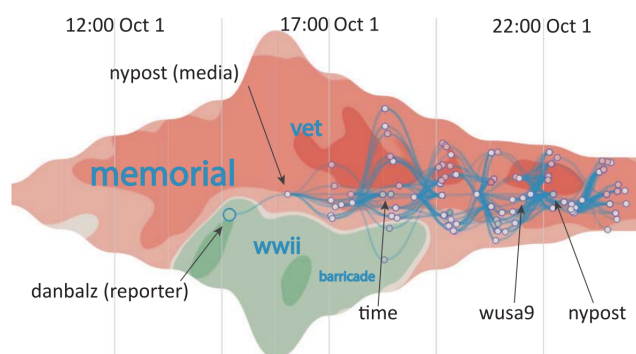 12:00 Oct 1 17:00 Oct 1 22:00 Oct 1
nypost (media)
vet
memorial
wwii
barricade
danbalz (reporter)
time wusa9 nypost